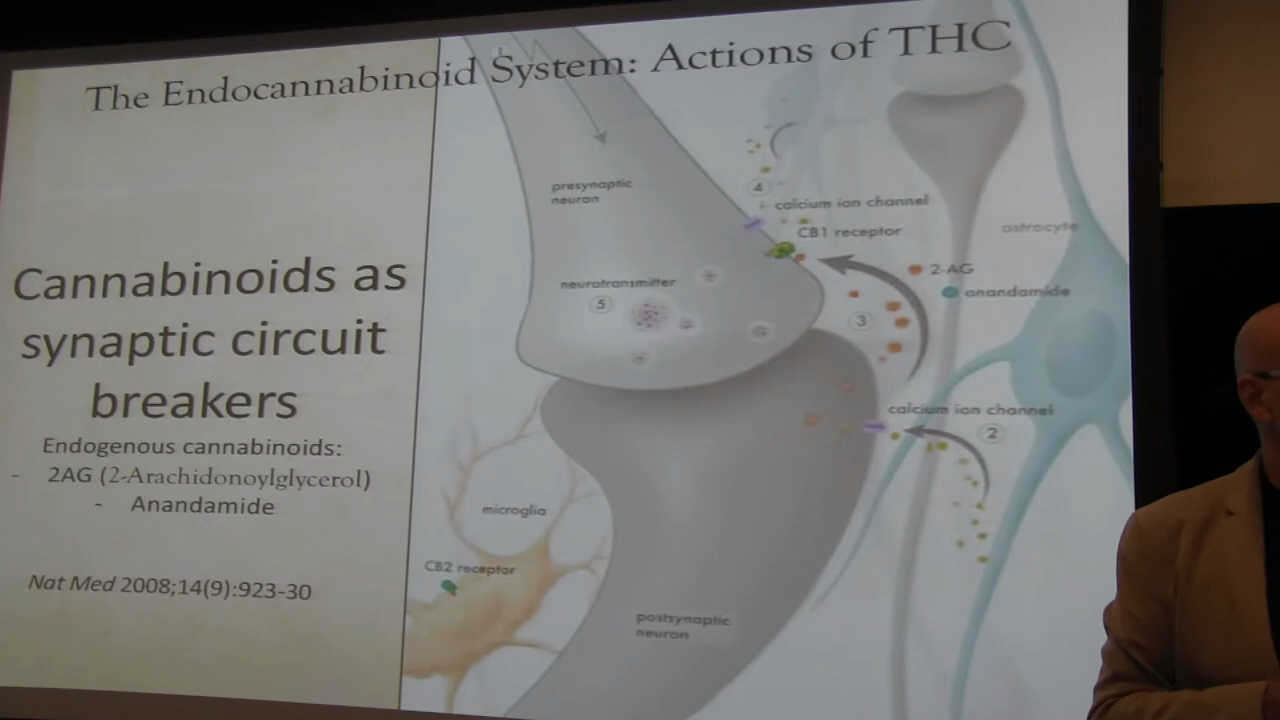 The Endocannabinoid System: Actions of THC
Cannabinoids as
synaptic circuit
breakers
Endogenous cannabinoids:
- 2AG (2-Arachidonoylglycerol)
- Anandamide
Nat Med 2008;14(9):923-30
presynaptic
neuron
4
calcium ion channel
CB1 receptor
astrocyte
2-AG
anandamide
neurotransmitter
5
3
calcium ion channel
2
microglia
CB2 receptor
postsynaptic
neuron